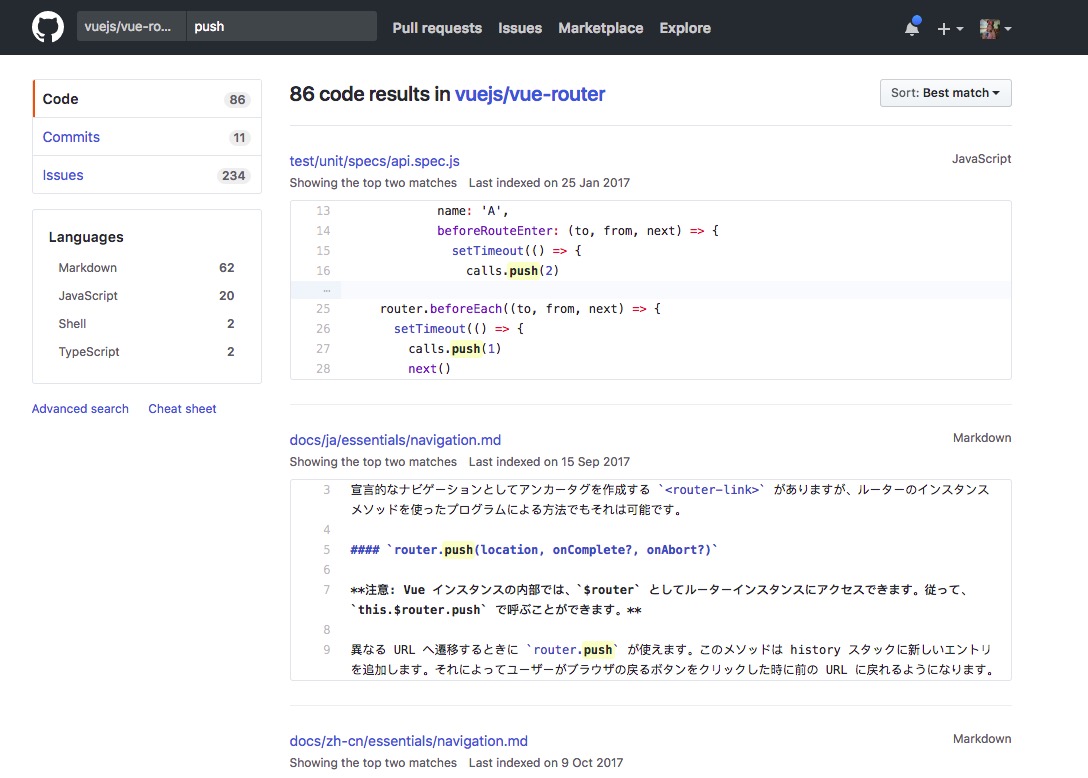 vuejs/vue-ro... push Pull requests Issues Marketplace Explore
Code 86
Commits 11
Issues 234
Languages
Markdown 62
JavaScript 20
Shell 2
TypeScript 2
Advanced search Cheat sheet
86 code results in vuejs/vue-router
Sort: Best match
test/unit/specs/api.spec.js
JavaScript
Showing the top two matches Last indexed on 25 Jan 2017
13 name: 'A',
14 beforeRouteEnter: (to, from, next) => {
15 setTimeout(() => {
16 calls.push(2)
…
25 router.beforeEach((to, from, next) => {
26 setTimeout(() => {
27 calls.push(1)
28 next()
docs/ja/essentials/navigation.md
Markdown
Showing the top two matches Last indexed on 15 Sep 2017
3 宣言的なナビゲーションとしてアンカータグを作成する `<router-link>` がありますが、ルーターのインスタンス
メソッドを使ったプログラムによる方法でもそれは可能です。
4
5 #### `router.push(location, onComplete?, onAbort?)`
6
7 **注意: Vue インスタンスの内部では、`$router` としてルーターインスタンスにアクセスできます。従って、
`this.$router.push` で呼ぶことができます。**
8
9 異なる URL へ遷移するときに `router.push` が使えます。このメソッドは history スタックに新しいエントリ
を追加します。それによってユーザーがブラウザの戻るボタンをクリックした時に前の URL に戻れるようになります。
docs/zh-cn/essentials/navigation.md
Markdown
Showing the top two matches Last indexed on 9 Oct 2017